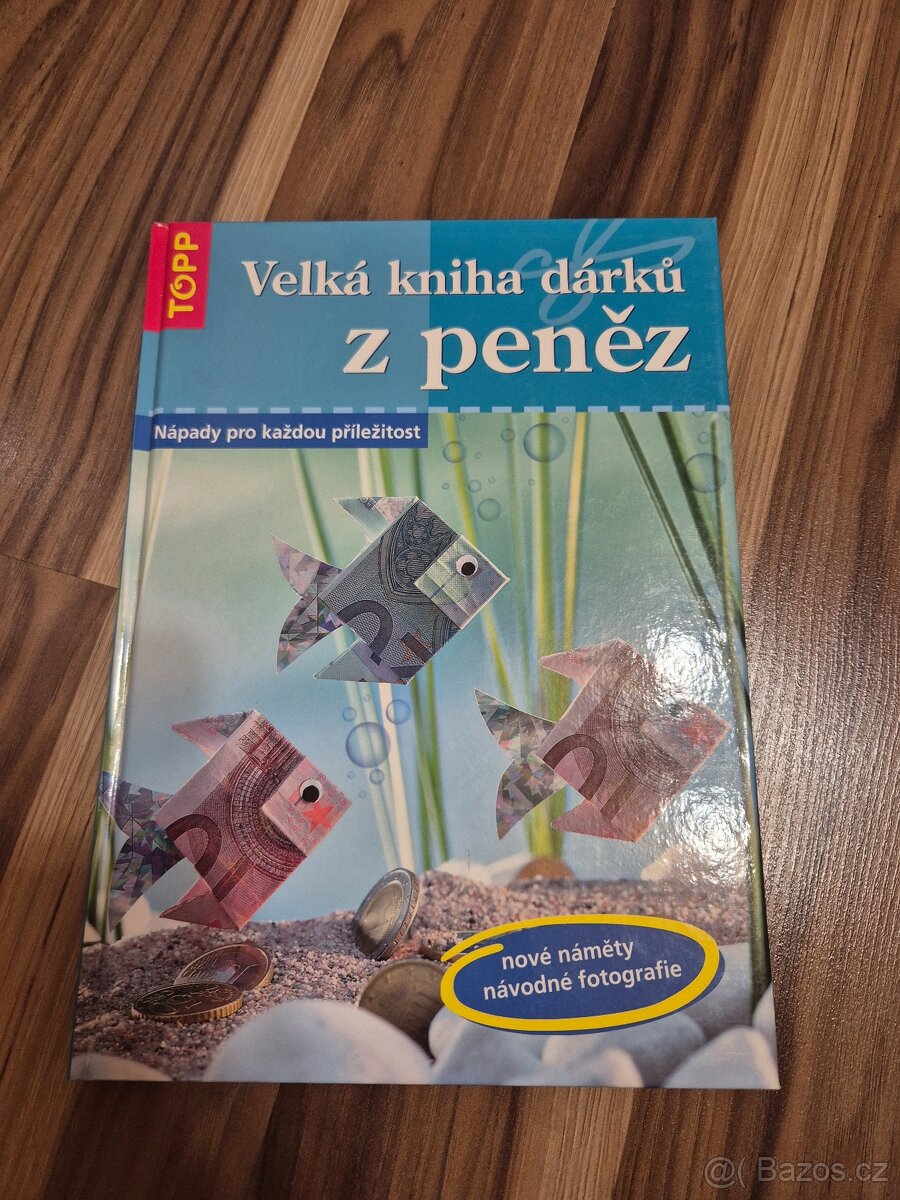 TOPP
Velká kniha dárků
z peněz
Nápady pro každou příležitost
nové náměty
návodné fotografie
@( Bazos.cz